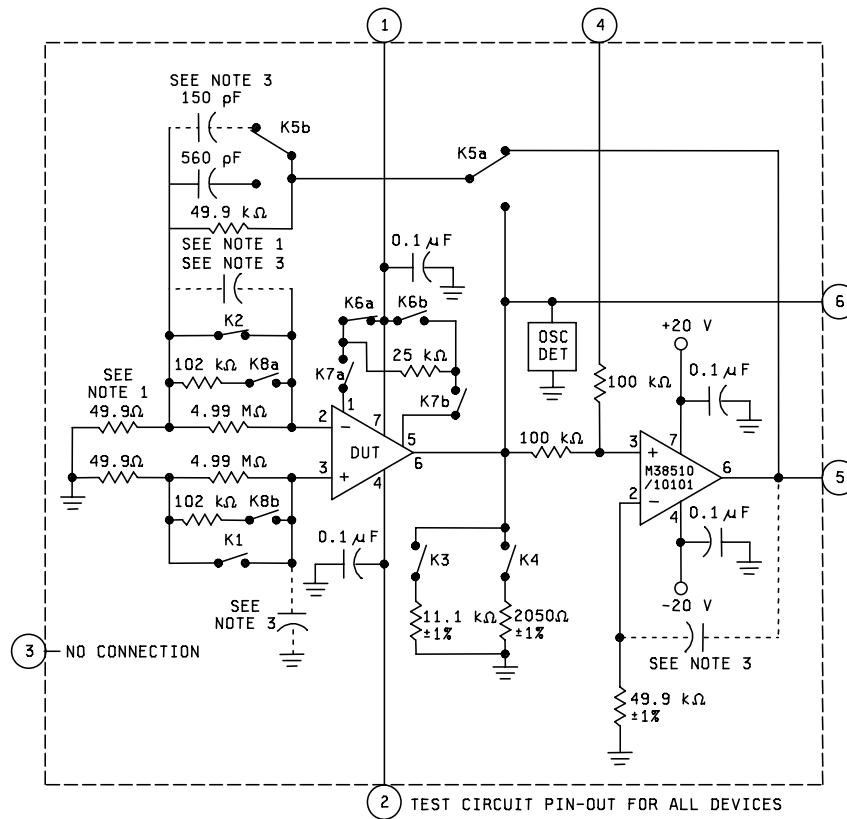 1
4
SEE NOTE 3
150 pF
K5b
K5a
560 pF
49.9 kΩ
SEE NOTE 1
SEE NOTE 3
0.1 μF
K6a K6b
6
K2
+20 V
OSC
DET
25 kΩ
102 kΩ K8a
K7a
0.1 μF
100 kΩ
SEE
NOTE 1
K7b
49.9Ω 4.99 MΩ
1
2 7
− 5
100 kΩ
3 7
DUT
6
+
49.9Ω 4.99 MΩ
3 +
4
M38510
/10101
6
5
2 −
102 kΩ K8b
0.1 μF
4
K1
0.1 μF
K3 K4
SEE
NOTE 3
11.1 kΩ
±1%
2050Ω
±1%
−20 V
3 NO CONNECTION
SEE NOTE 3
49.9 kΩ
±1%
2 TEST CIRCUIT PIN-OUT FOR ALL DEVICES